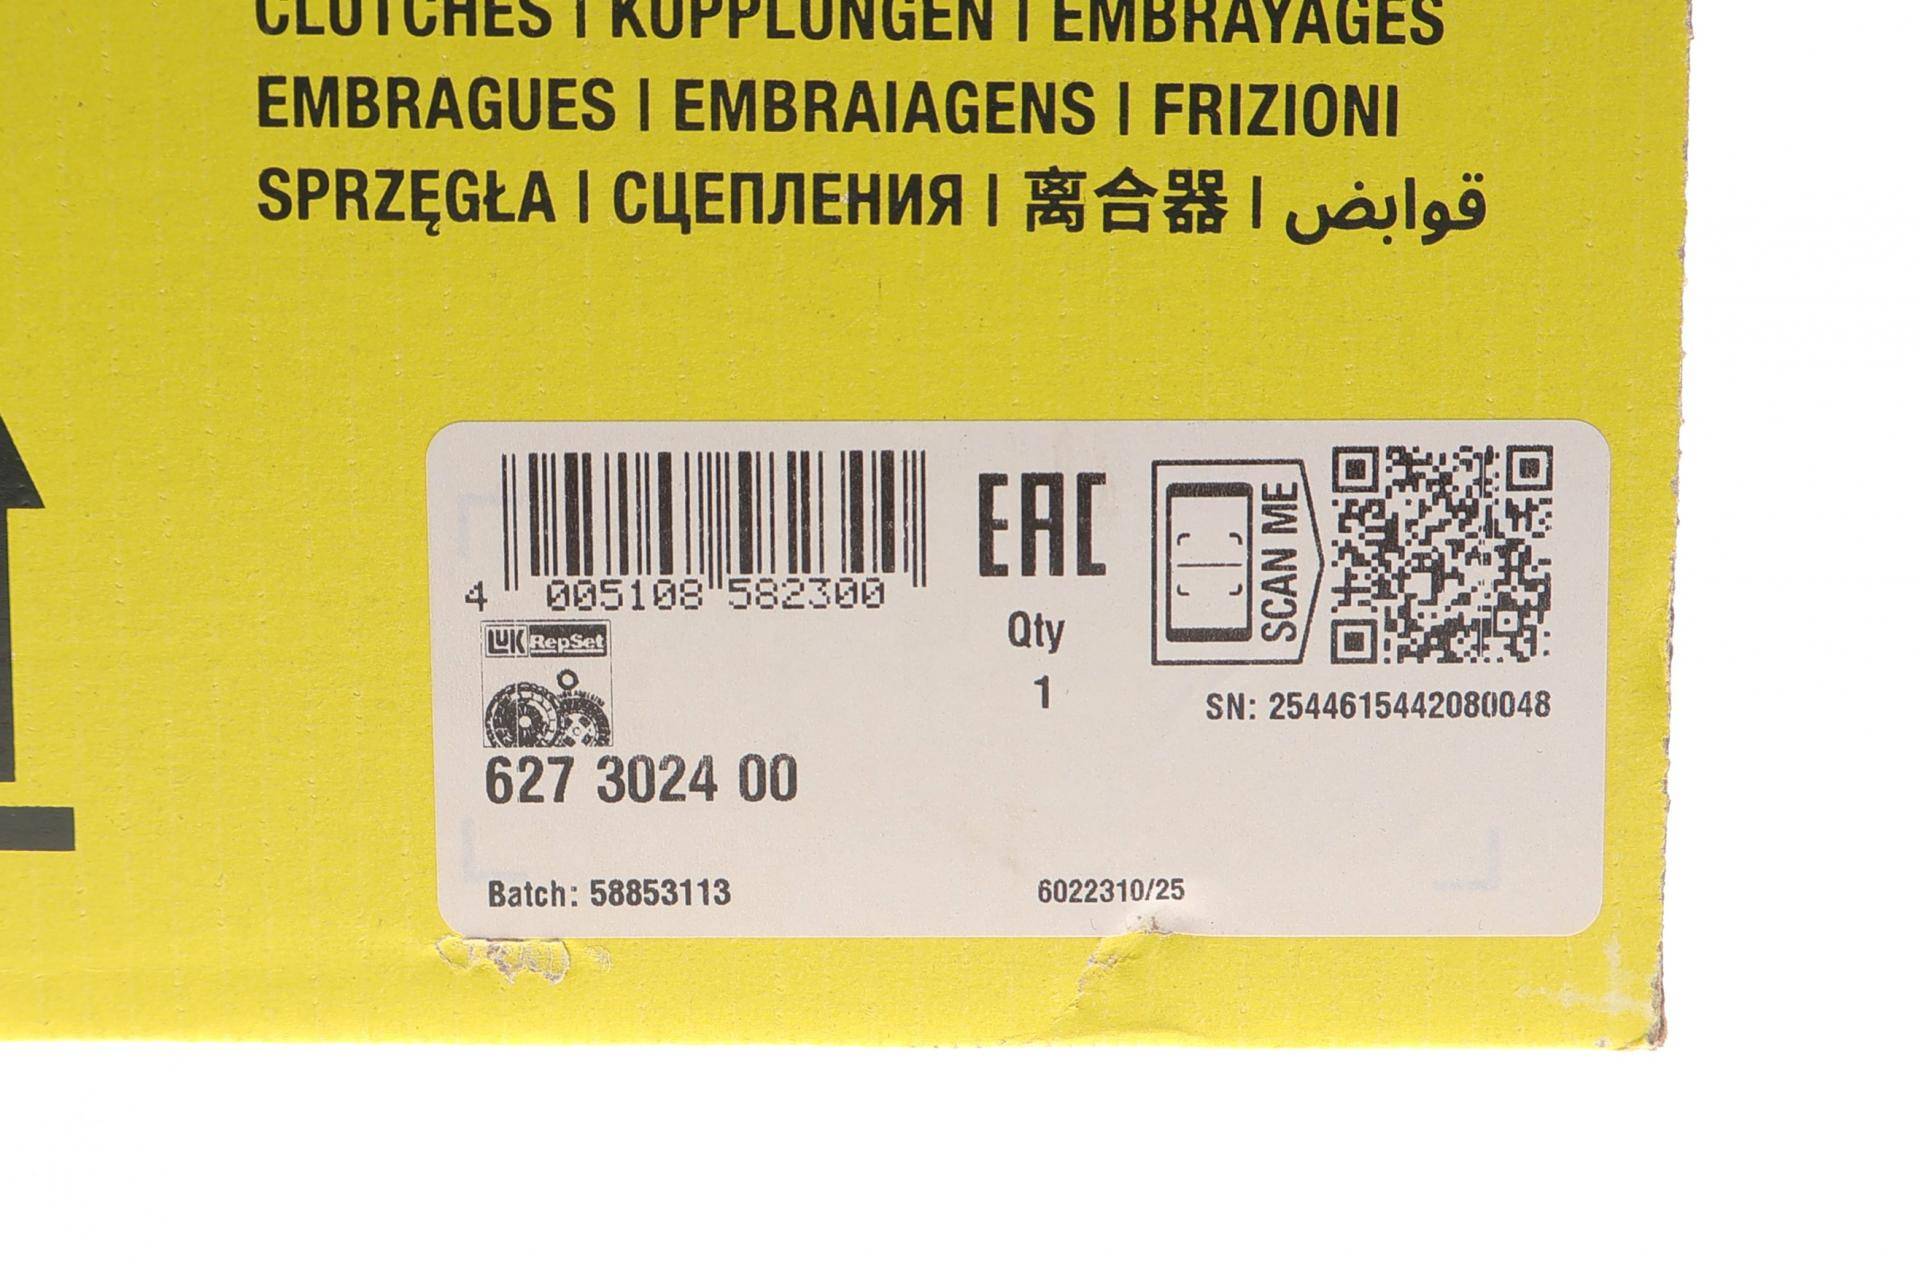 CLUTCHES | KUPPLUNGEN | EMBRAYAGES
EMBRAGUES | EMBRAIAGENS | FRIZIONI
SPRZĘGŁA | СЦЕПЛЕНИЯ | 离合器 | قوابض
4 005108 582300
EAC
SCAN ME
LUK RepSet
Qty
1
SN: 2544615442080048
627 3024 00
Batch: 58853113
6022310/25